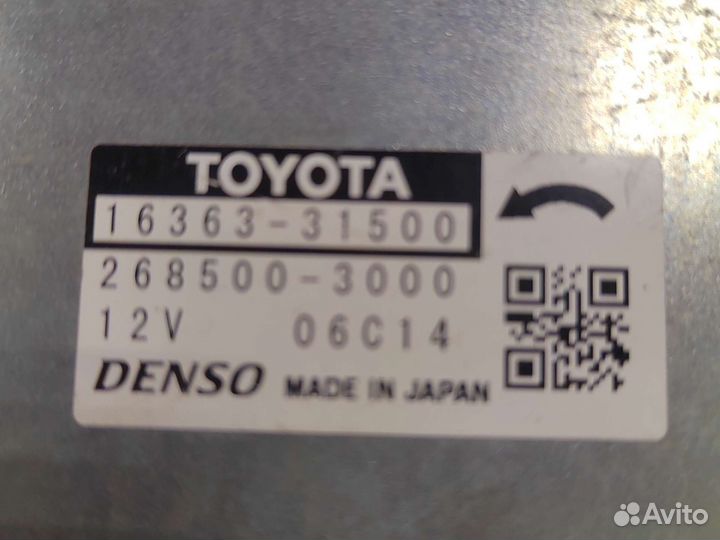 TOYOTA
16363-31500
268500-3000
12V 06C14
DENSO MADE IN JAPAN
Avito